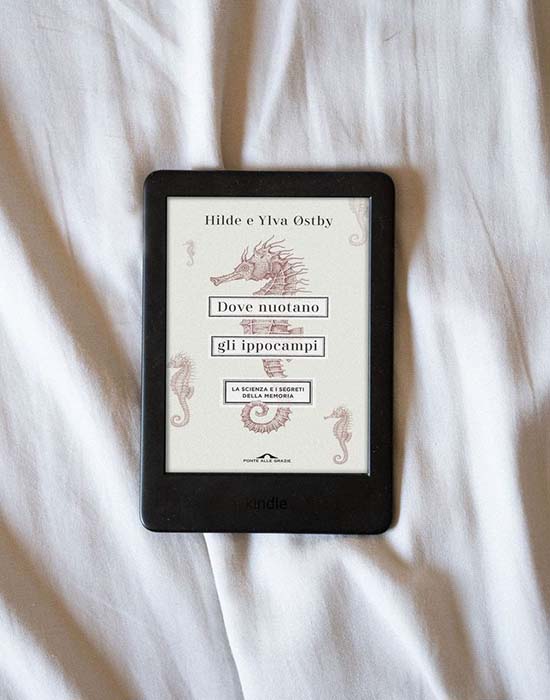 Hilde e Ylva Østby
Dove nuotano
gli ippocampi
LA SCIENZA E I SEGRETI
DELLA MEMORIA
PONTE ALLE GRAZIE
kindle